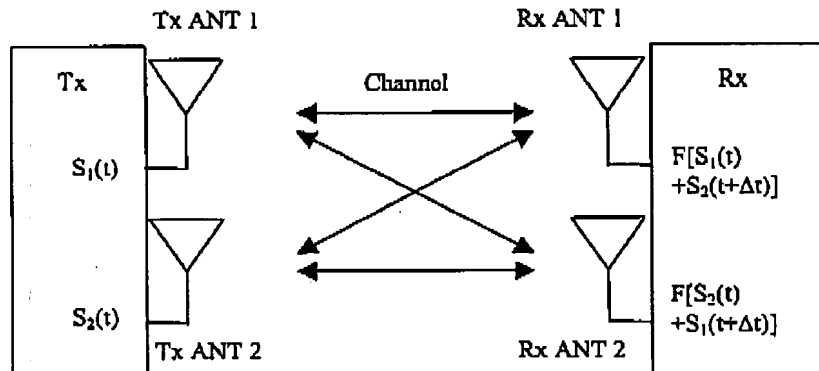 Tx ANT 1
Rx ANT 1
Tx
Channol
Rx
S₁(t)
F[S₁(t)
+S₂(t+Δt)]
S₂(t)
F[S₂(t)
+S₁(t+Δt)]
Tx ANT 2
Rx ANT 2